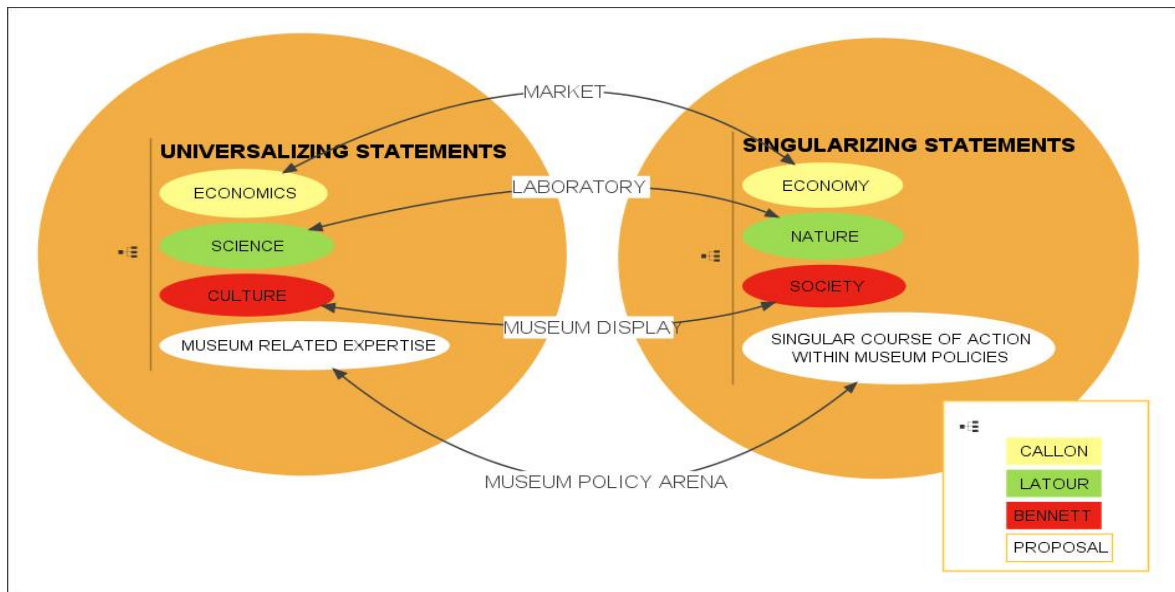 MARKET
UNIVERSALIZING STATEMENTS
ECONOMICS
SCIENCE
CULTURE
MUSEUM RELATED EXPERTISE
LABORATORY
MUSEUM DISPLAY
MUSEUM POLICY ARENA
SINGULARIZING STATEMENTS
ECONOMY
NATURE
SOCIETY
SINGULAR COURSE OF ACTION
WITHIN MUSEUM POLICIES
CALLON
LATOUR
BENNETT
PROPOSAL